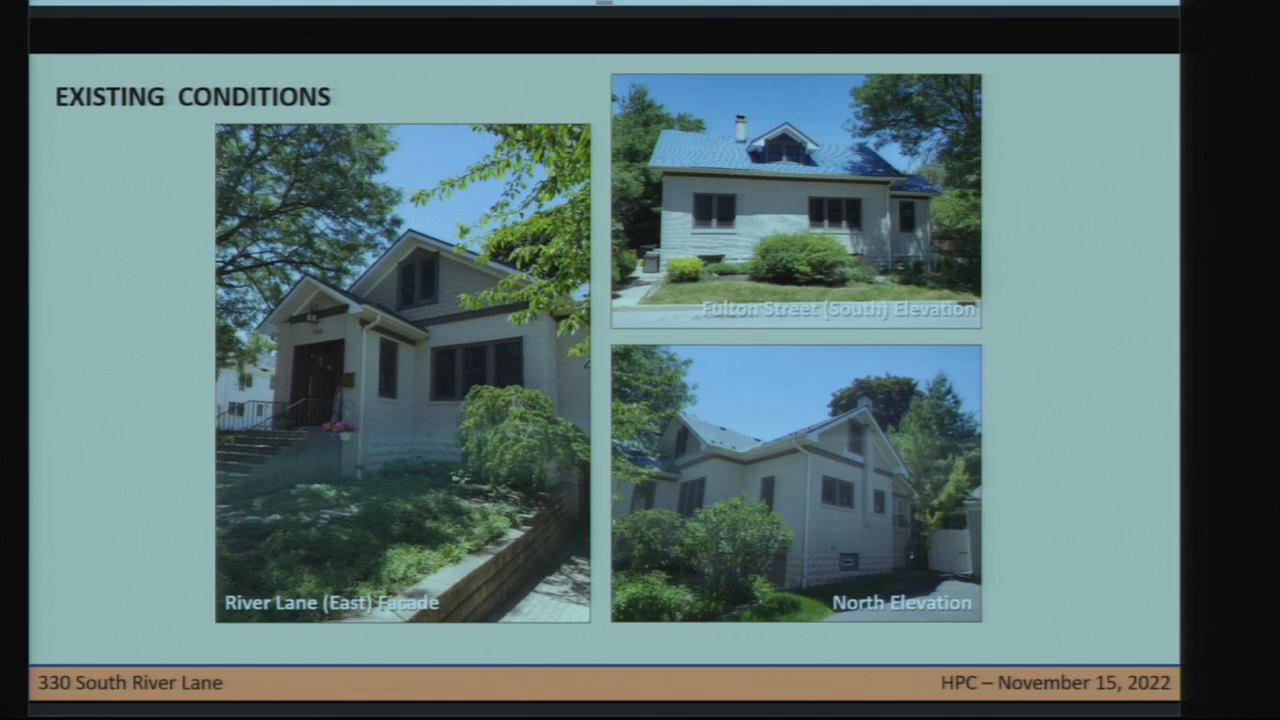 EXISTING CONDITIONS
Fulton Street (South) Elevation
River Lane (East) Facade
North Elevation
330 South River Lane
HPC – November 15, 2022